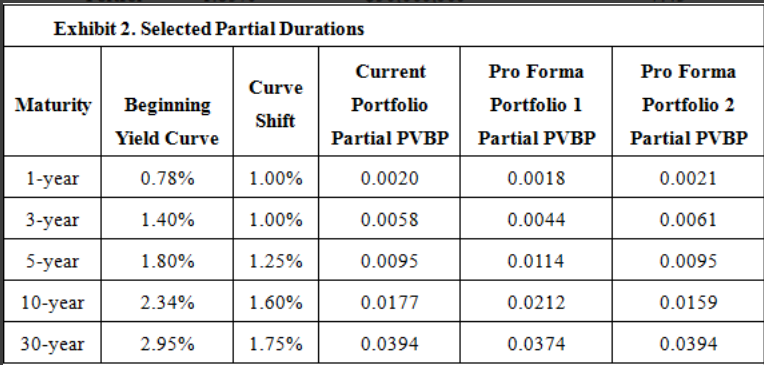 Exhibit 2. Selected Partial Durations
Maturity Beginning Yield Curve Curve Shift Current Portfolio Partial PVBP Pro Forma Portfolio 1 Partial PVBP Pro Forma Portfolio 2 Partial PVBP
1-year 0.78% 1.00% 0.0020 0.0018 0.0021
3-year 1.40% 1.00% 0.0058 0.0044 0.0061
5-year 1.80% 1.25% 0.0095 0.0114 0.0095
10-year 2.34% 1.60% 0.0177 0.0212 0.0159
30-year 2.95% 1.75% 0.0394 0.0374 0.0394